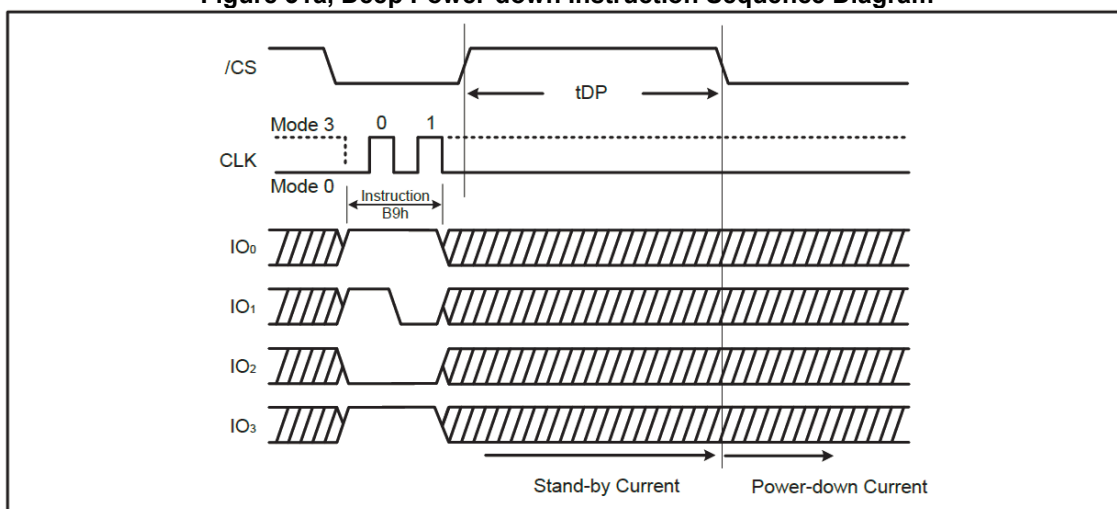 Figure 31a, Deep Power-down Instruction Sequence Diagram
/CS
tDP
Mode 3
0
1
CLK
Mode 0
Instruction
B9h
IO₀
IO₁
IO₂
IO₃
Stand-by Current
Power-down Current